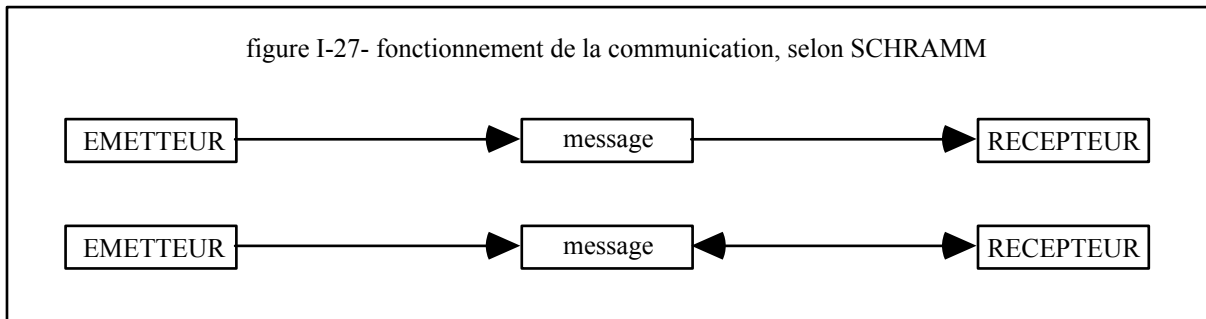 figure I-27- fonctionnement de la communication, selon SCHRAMM
EMETTEUR message RECEPTEUR
EMETTEUR message RECEPTEUR